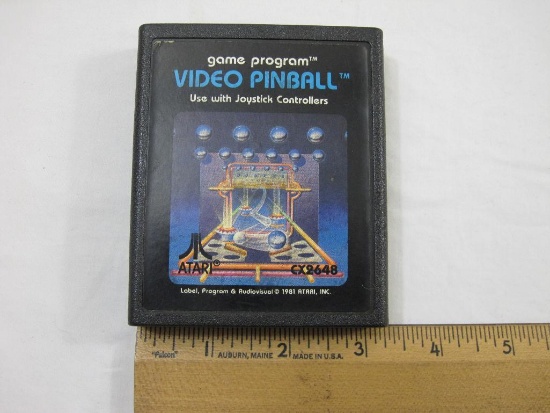 game program™
VIDEO PINBALL™
Use with Joystick Controllers
ATARI® CX2648
Label, Program & Audiovisual © 1981 ATARI, INC.
1 2 3 4 5
"Falcon" AUBURN, MAINE MADE IN U.S.A.